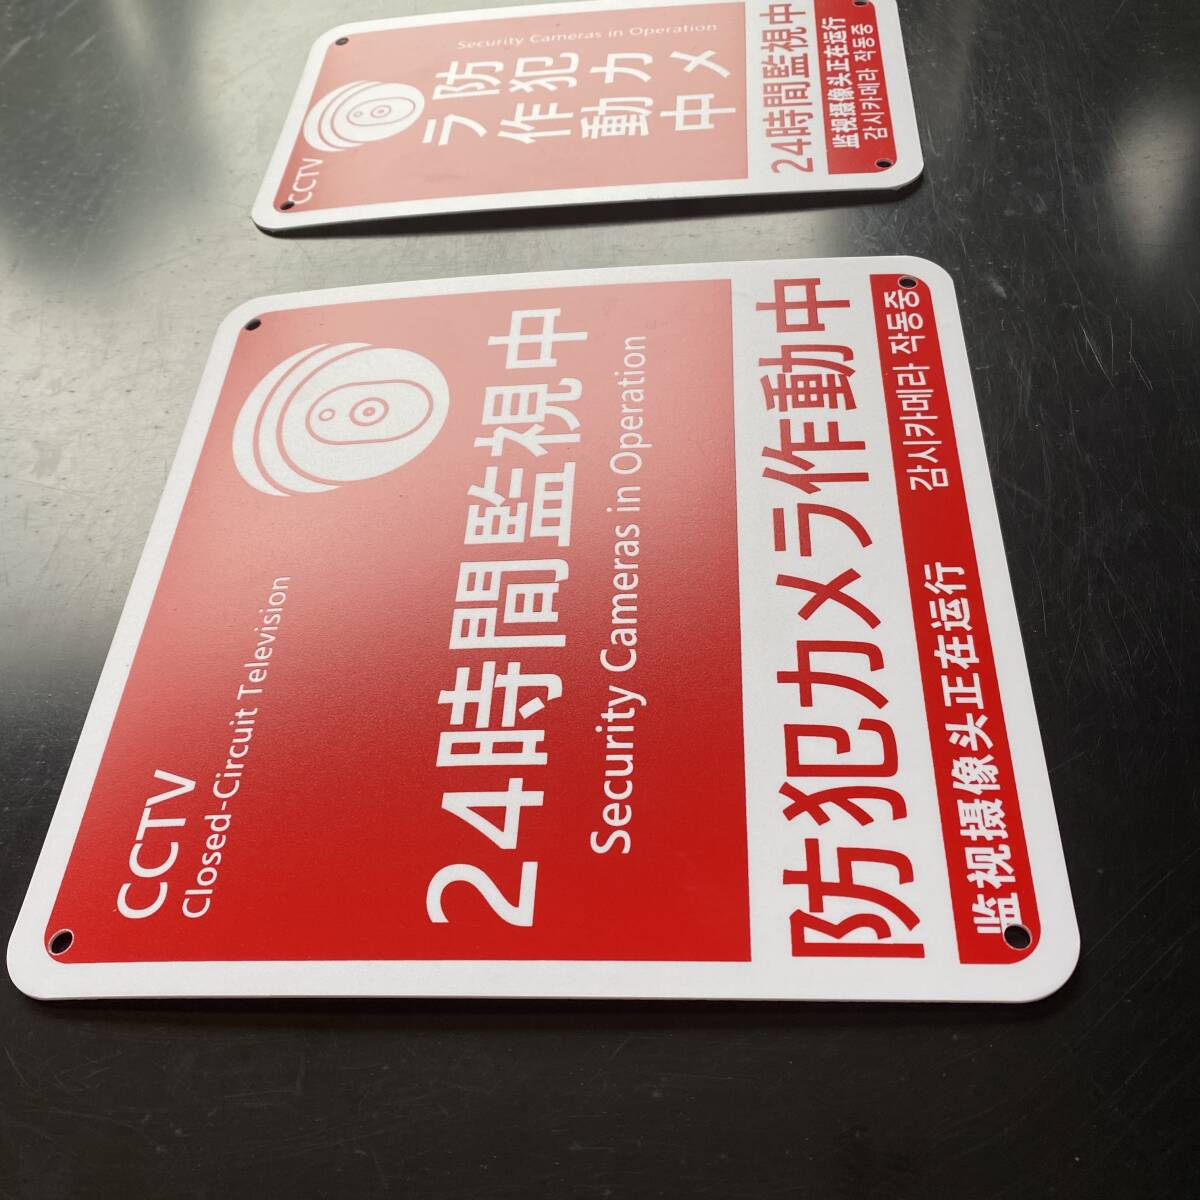 CCTV
Security Cameras in Operation
防犯カメ
ラ作動中
24時間監視中
监视摄像头正在运行
감시카메라 작동중
CCTV
Closed-Circuit Television
24時間監視中
Security Cameras in Operation
防犯カメラ作動中
监视摄像头正在运行 감시카메라 작동중